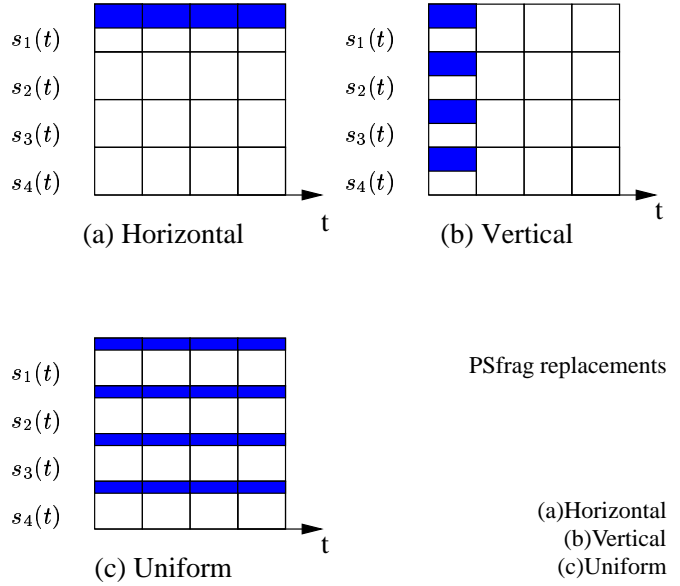 s₁(t)
s₂(t)
s₃(t)
s₄(t)
t
(a) Horizontal
s₁(t)
s₂(t)
s₃(t)
s₄(t)
t
(b) Vertical
s₁(t)
s₂(t)
s₃(t)
s₄(t)
t
(c) Uniform
PSfrag replacements
(a)Horizontal
(b)Vertical
(c)Uniform